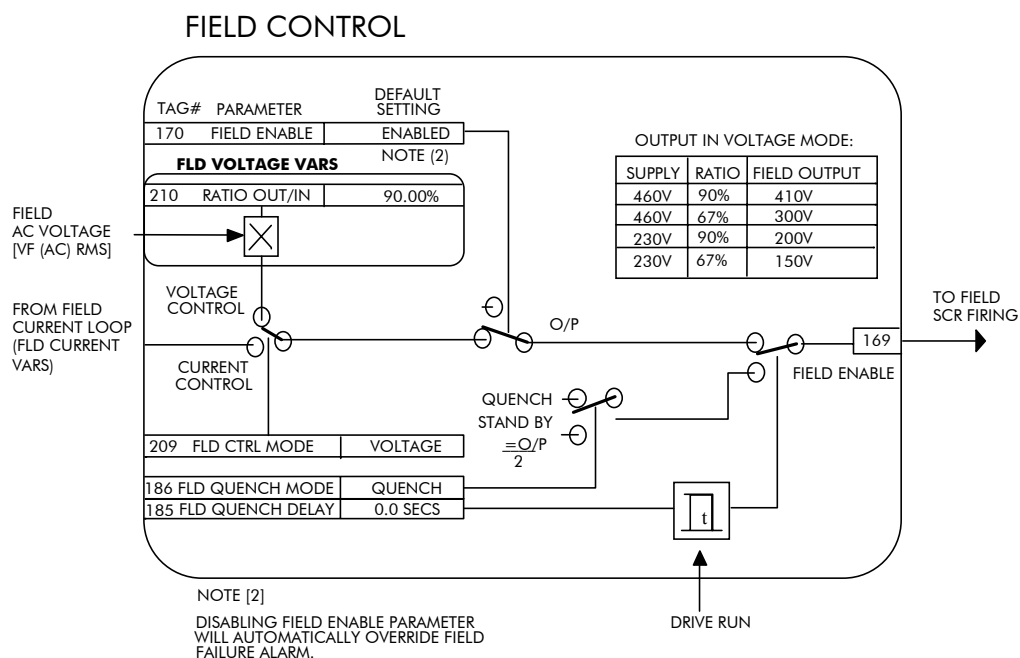 FIELD CONTROL
TAG# PARAMETER DEFAULT SETTING
170 FIELD ENABLE ENABLED
NOTE (2)
FLD VOLTAGE VARS
210 RATIO OUT/IN 90.00%
FIELD
AC VOLTAGE
[VF (AC) RMS]
OUTPUT IN VOLTAGE MODE:
SUPPLY RATIO FIELD OUTPUT
460V 90% 410V
460V 67% 300V
230V 90% 200V
230V 67% 150V
VOLTAGE
CONTROL
FROM FIELD
CURRENT LOOP
(FLD CURRENT
VARS)
CURRENT
CONTROL
O/P
TO FIELD
SCR FIRING
169
FIELD ENABLE
QUENCH
STAND BY
=O/P
2
209 FLD CTRL MODE VOLTAGE
186 FLD QUENCH MODE QUENCH
185 FLD QUENCH DELAY 0.0 SECS
t
DRIVE RUN
NOTE [2]
DISABLING FIELD ENABLE PARAMETER
WILL AUTOMATICALLY OVERRIDE FIELD
FAILURE ALARM.